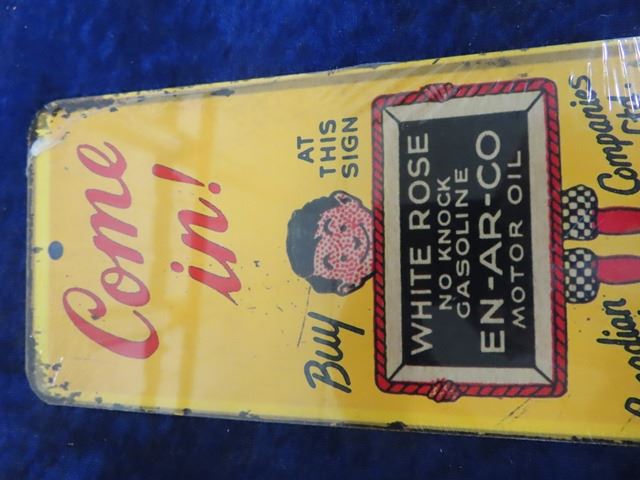 Come
in!
Buy AT
THIS
SIGN
WHITE ROSE
NO KNOCK
GASOLINE
EN-AR-CO
MOTOR OIL
Companies